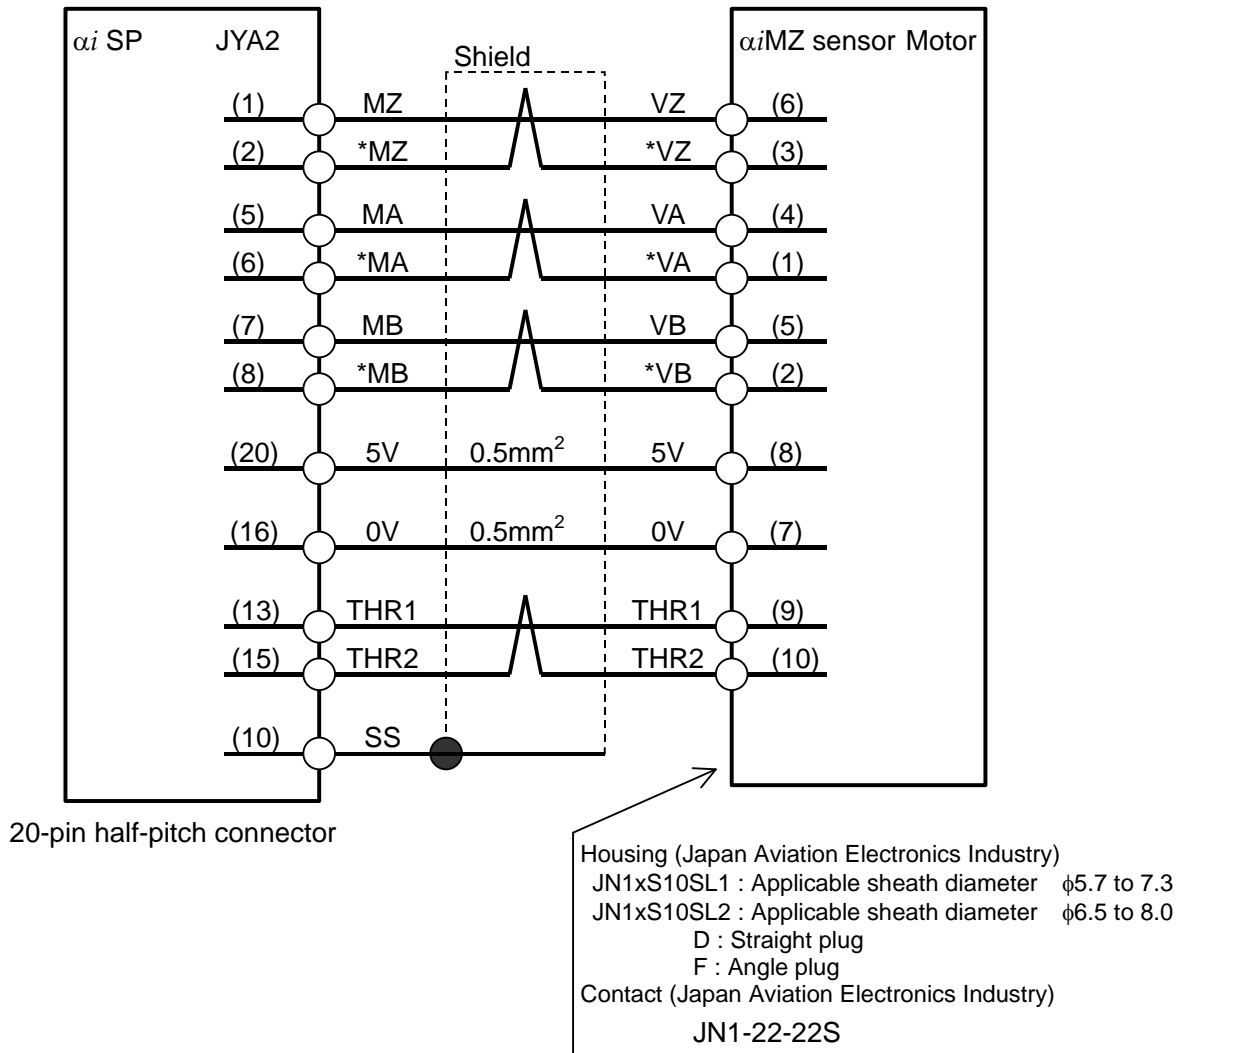 αi SP JYA2 αiMZ sensor Motor
Shield
(1) MZ VZ (6)
(2) *MZ *VZ (3)
(5) MA VA (4)
(6) *MA *VA (1)
(7) MB VB (5)
(8) *MB *VB (2)
(20) 5V 0.5mm² 5V (8)
(16) 0V 0.5mm² 0V (7)
(13) THR1 THR1 (9)
(15) THR2 THR2 (10)
(10) SS
20-pin half-pitch connector
Housing (Japan Aviation Electronics Industry)
JN1xS10SL1 : Applicable sheath diameter ϕ5.7 to 7.3
JN1xS10SL2 : Applicable sheath diameter ϕ6.5 to 8.0
D : Straight plug
F : Angle plug
Contact (Japan Aviation Electronics Industry)
JN1-22-22S